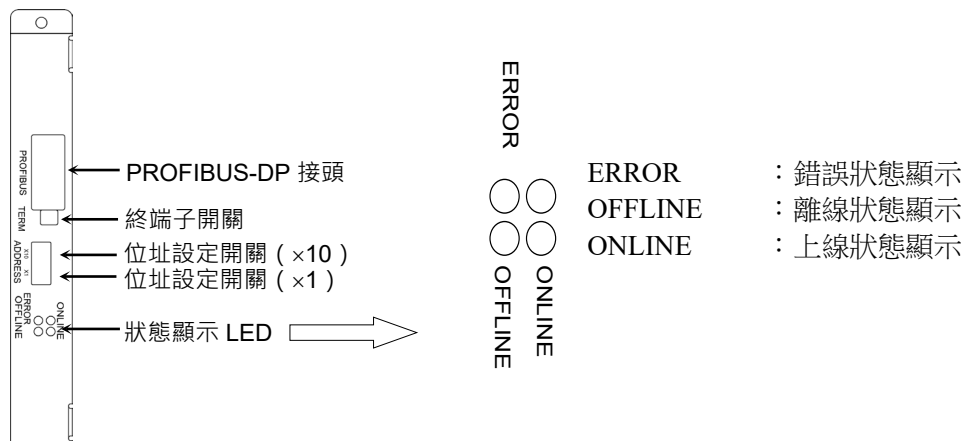 PROFIBUS
TERM
ADDRESS
X10
X1
ERROR
OFFLINE
ONLINE
PROFIBUS-DP 接頭
終端子開關
位址設定開關（×10）
位址設定開關（×1）
狀態顯示 LED
ERROR
OFFLINE
ONLINE
ERROR ：錯誤狀態顯示
OFFLINE ：離線狀態顯示
ONLINE ：上線狀態顯示